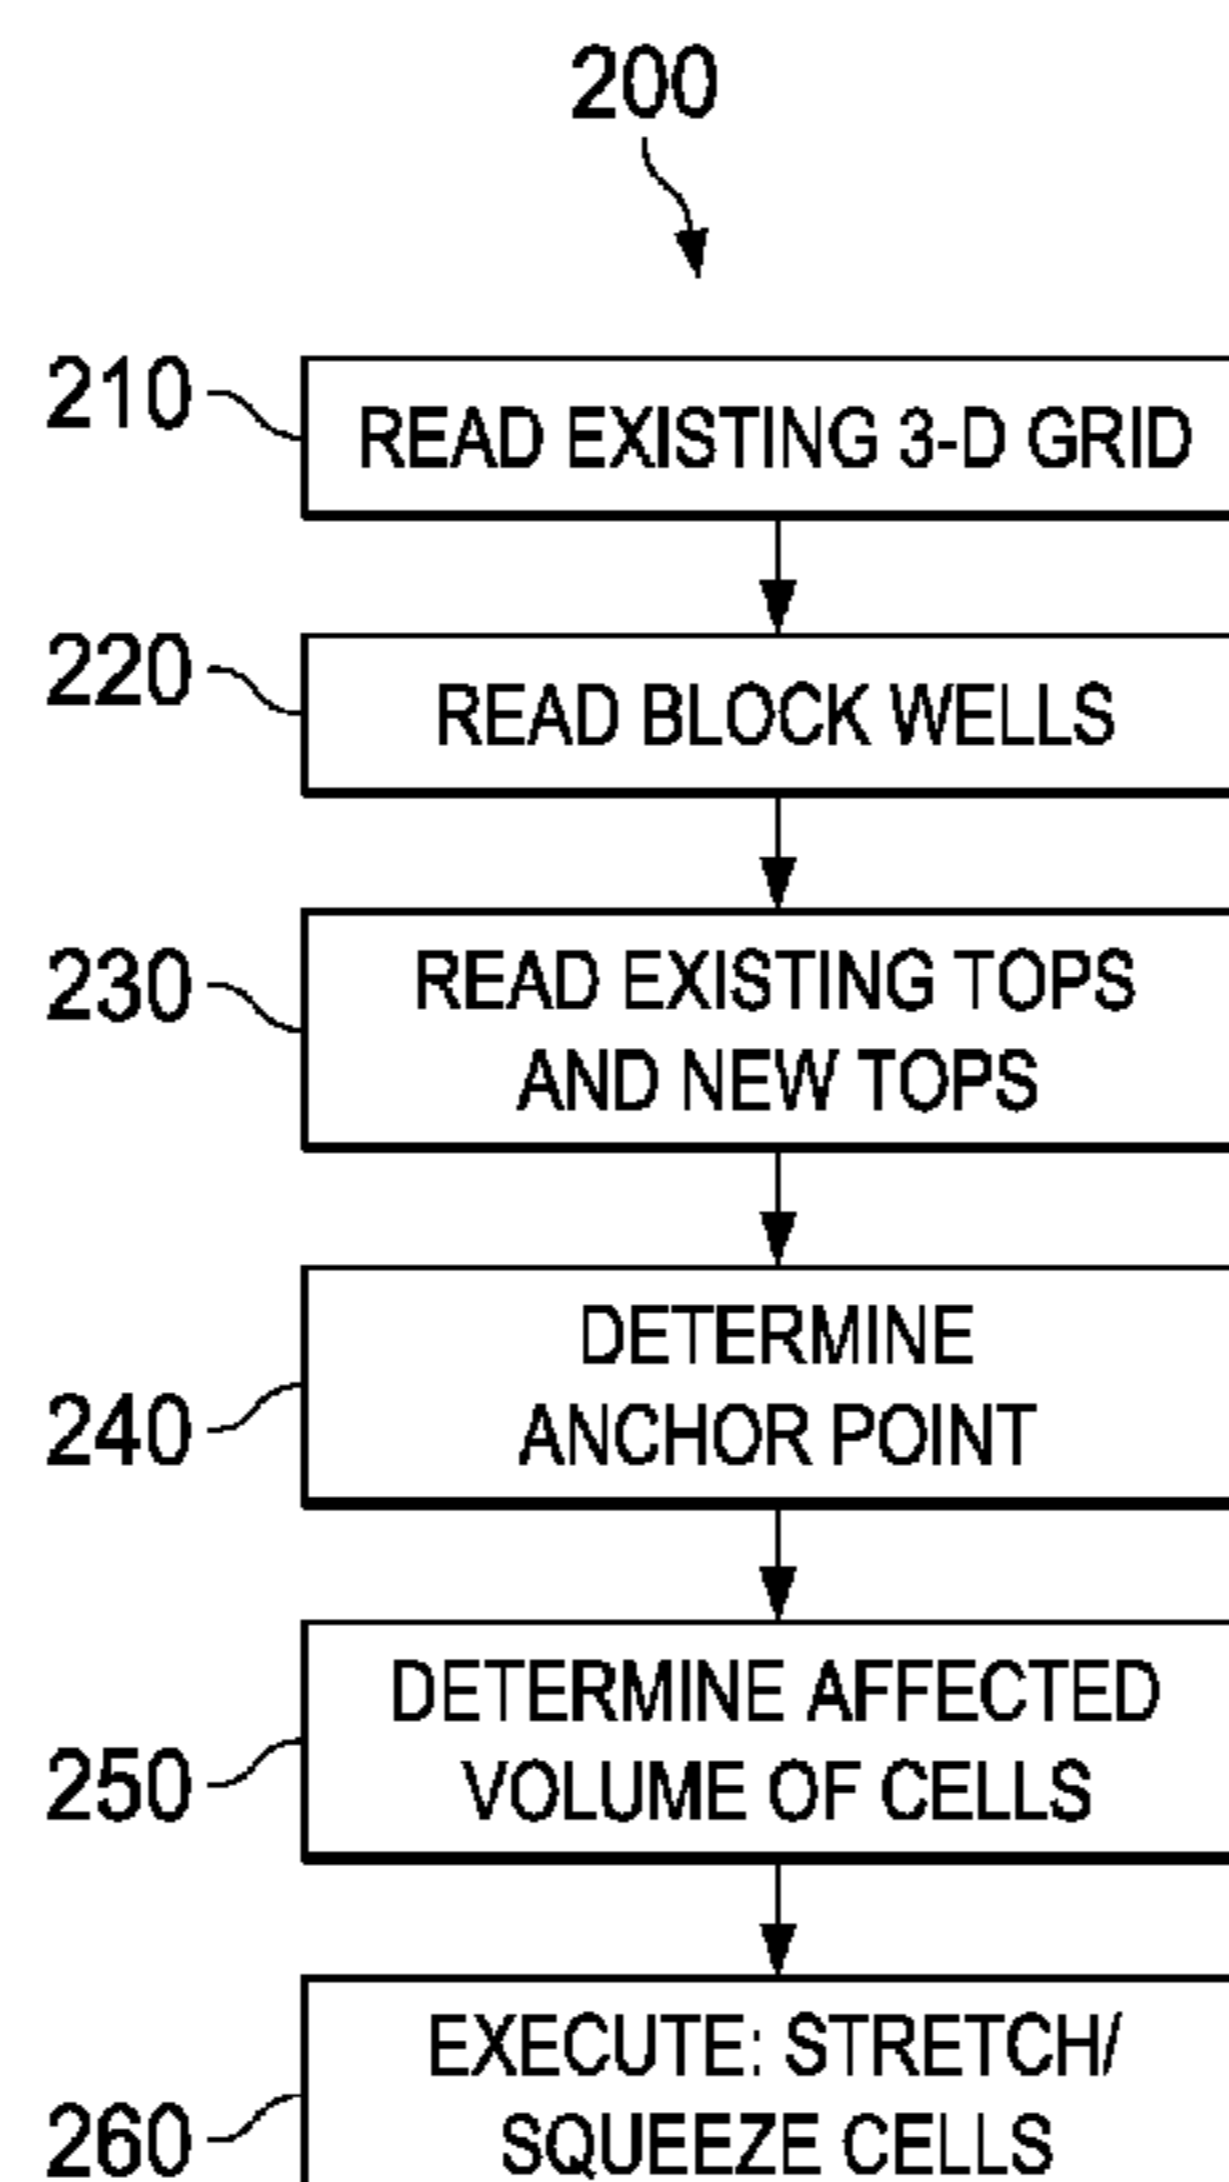 200
210
READ EXISTING 3-D GRID
220
READ BLOCK WELLS
230
READ EXISTING TOPS
AND NEW TOPS
240
DETERMINE
ANCHOR POINT
250
DETERMINE AFFECTED
VOLUME OF CELLS
260
EXECUTE: STRETCH/
SQUEEZE CELLS